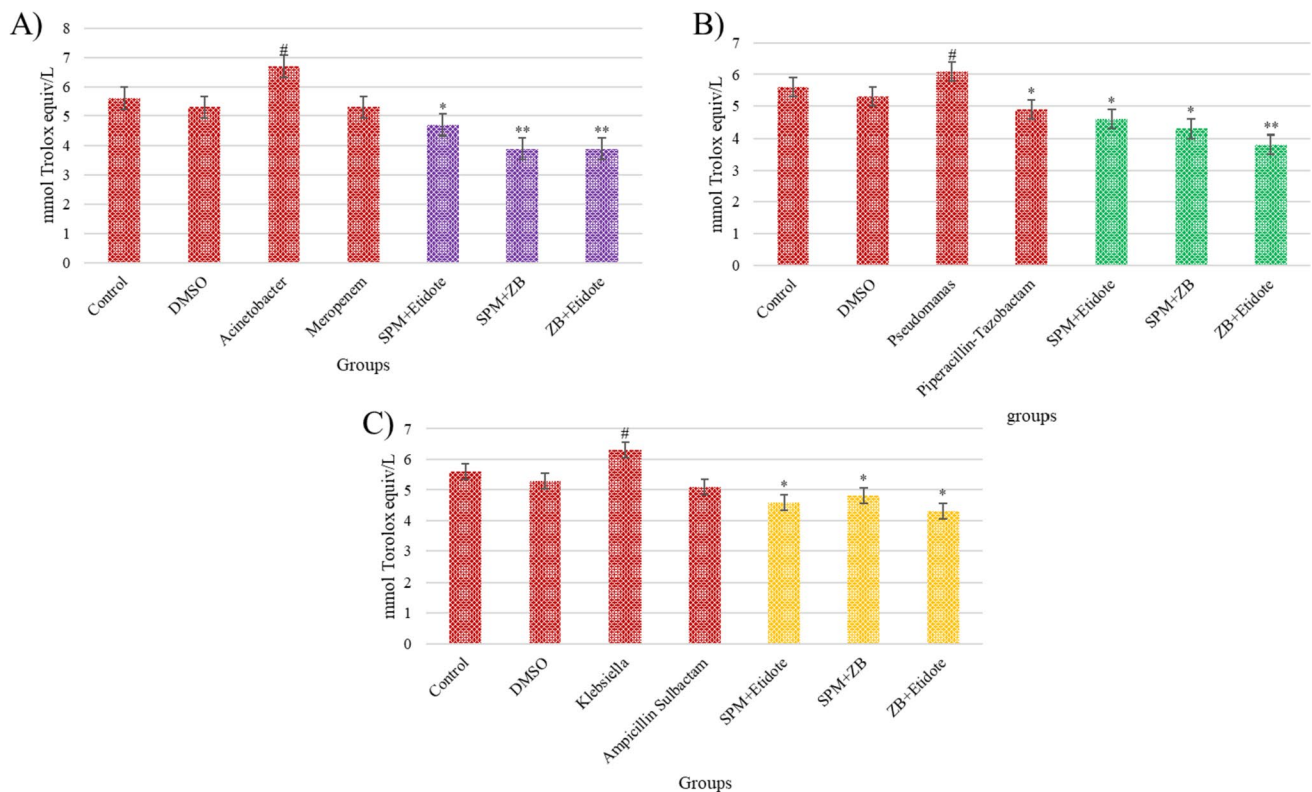 A)
mmol Trolox equiv/L
8
7
6
5
4
3
2
1
0
#
*
**
**
Control
DMSO
Acinetobacter
Meropenem
SPM+Etidote
SPM+ZB
ZB+Etidote
Groups
B)
mmol Trolox equiv/L
7
6
5
4
3
2
1
0
#
*
*
*
**
Control
DMSO
Pseudomanas
Piperacillin-Tazobactam
SPM+Etidote
SPM+ZB
ZB+Etidote
groups
C)
mmol Torolox equiv/L
7
6
5
4
3
2
1
0
#
*
*
*
Control
DMSO
Klebsiella
Ampicillin Sulbactam
SPM+Etidote
SPM+ZB
ZB+Etidote
Groups